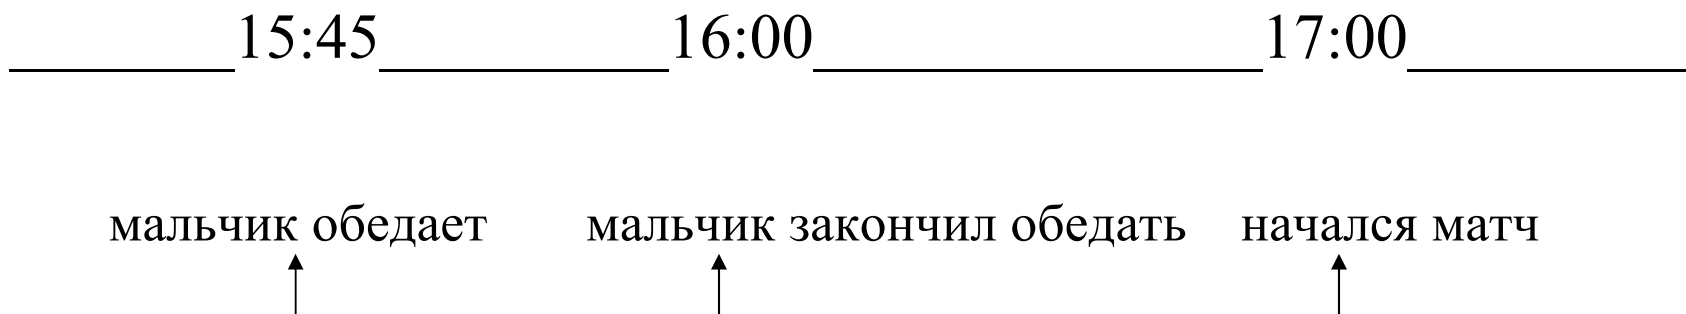 15:45 16:00 17:00
мальчик обедает мальчик закончил обедать начался матч